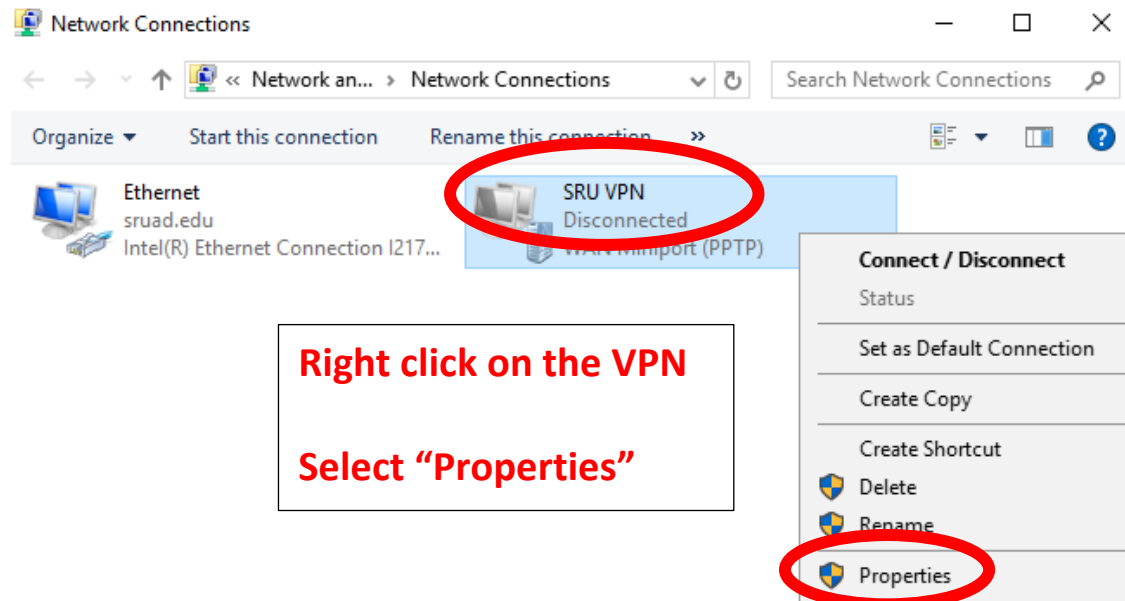 Network Connections
« Network an... › Network Connections
Search Network Connections
Organize
Start this connection
Rename this connection
»
Ethernet
sruad.edu
Intel(R) Ethernet Connection I217...
SRU VPN
Disconnected
WAN Miniport (PPTP)
Connect / Disconnect
Status
Set as Default Connection
Create Copy
Create Shortcut
Delete
Rename
Properties
Right click on the VPN
Select “Properties”